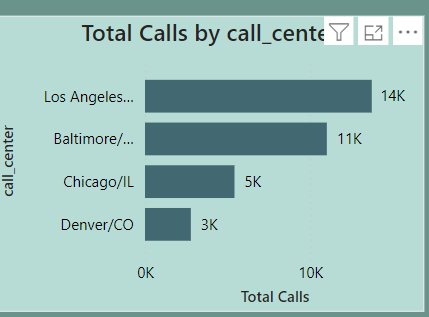 Total Calls by call_cente
Los Angeles... 14K
Baltimore/... 11K
Chicago/IL 5K
Denver/CO 3K
call_center
0K 10K
Total Calls